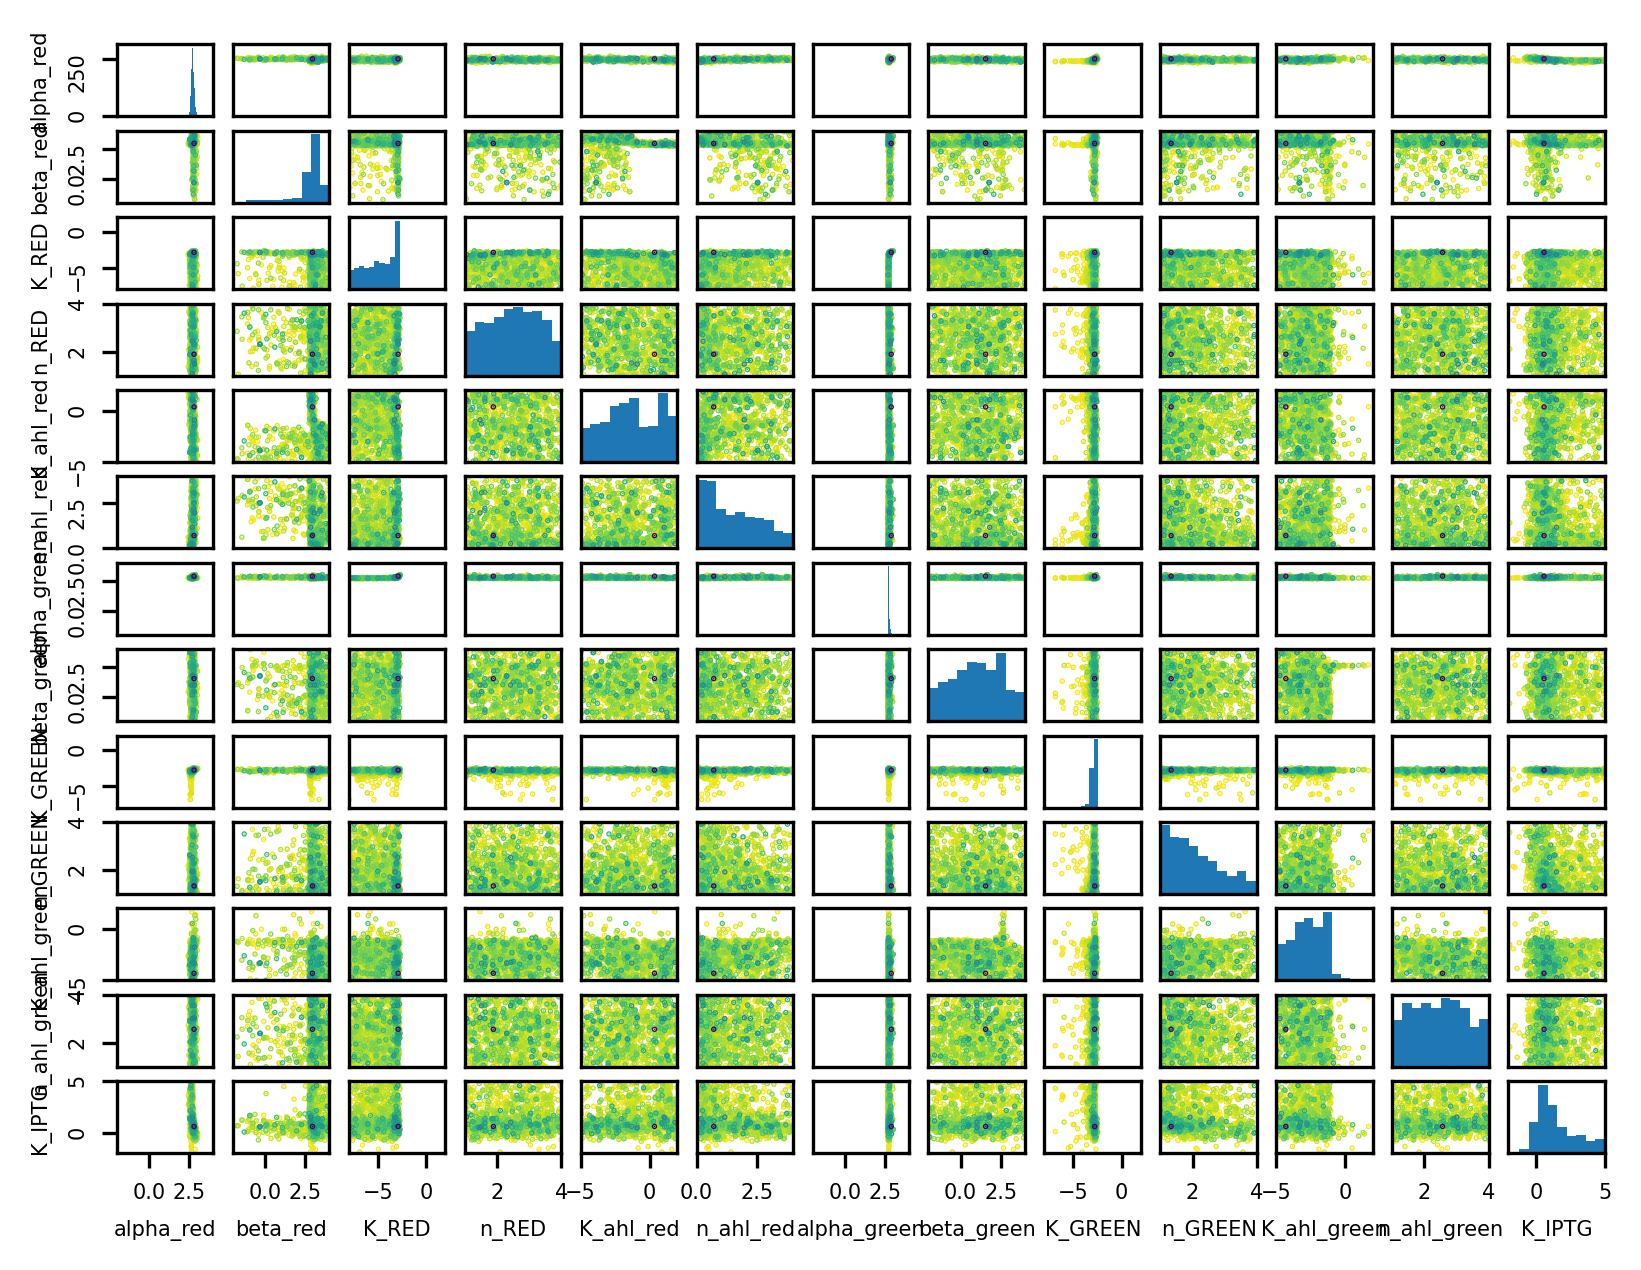 alpha_red
250
0
beta_red
2.5
0.0
K_RED
0
−5
n_RED
4
2
K_ahl_red
0
−5
n_ahl_red
2.5
0.0
alpha_green
2.5
0.0
beta_green
2.5
0.0
K_GREEN
0
−5
n_GREEN
4
2
K_ahl_green
0
−5
n_ahl_green
4
2
K_IPTG
5
0
0.0 2.5 0.0 2.5 −5 0 2 4 −5 0 0.0 2.5 0.0 2.5 0.0 2.5 −5 0 2 4 −5 0 2 4 0 5
alpha_red beta_red K_RED n_RED K_ahl_red n_ahl_red alpha_green beta_green K_GREEN n_GREEN K_ahl_green n_ahl_green K_IPTG